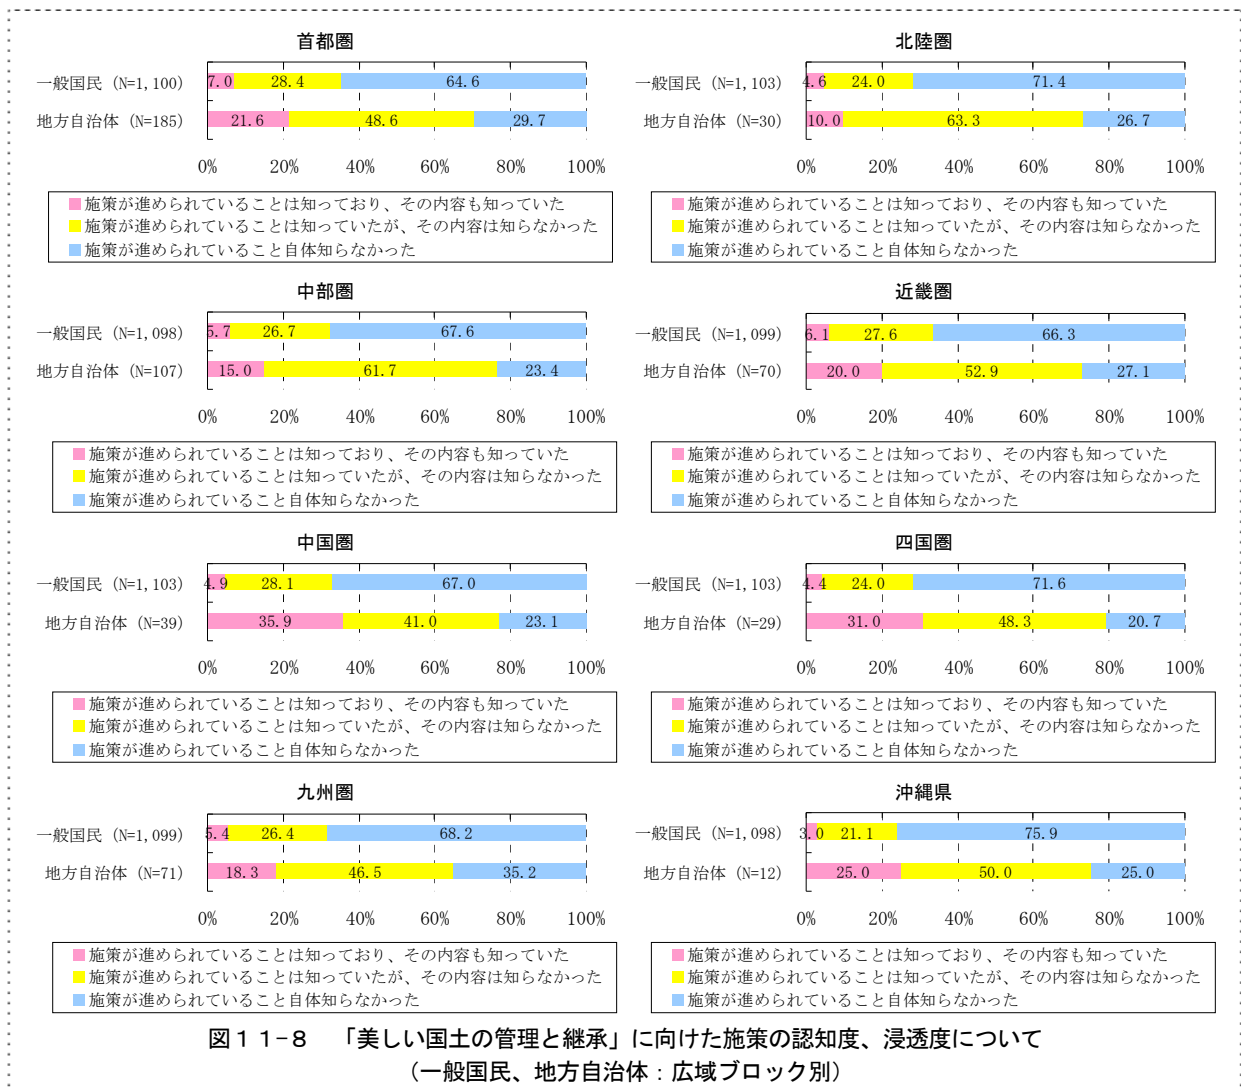 首都圏
一般国民 (N=1,100)
7.0 28.4 64.6
地方自治体 (N=185)
21.6 48.6 29.7
0% 20% 40% 60% 80% 100%
施策が進められていることは知っており、その内容も知っていた
施策が進められていることは知っていたが、その内容は知らなかった
施策が進められていること自体知らなかった
北陸圏
一般国民 (N=1,103)
4.6 24.0 71.4
地方自治体 (N=30)
10.0 63.3 26.7
0% 20% 40% 60% 80% 100%
施策が進められていることは知っており、その内容も知っていた
施策が進められていることは知っていたが、その内容は知らなかった
施策が進められていること自体知らなかった
中部圏
一般国民 (N=1,098)
5.7 26.7 67.6
地方自治体 (N=107)
15.0 61.7 23.4
0% 20% 40% 60% 80% 100%
施策が進められていることは知っており、その内容も知っていた
施策が進められていることは知っていたが、その内容は知らなかった
施策が進められていること自体知らなかった
近畿圏
一般国民 (N=1,099)
6.1 27.6 66.3
地方自治体 (N=70)
20.0 52.9 27.1
0% 20% 40% 60% 80% 100%
施策が進められていることは知っており、その内容も知っていた
施策が進められていることは知っていたが、その内容は知らなかった
施策が進められていること自体知らなかった
中国圏
一般国民 (N=1,103)
4.9 28.1 67.0
地方自治体 (N=39)
35.9 41.0 23.1
0% 20% 40% 60% 80% 100%
施策が進められていることは知っており、その内容も知っていた
施策が進められていることは知っていたが、その内容は知らなかった
施策が進められていること自体知らなかった
四国圏
一般国民 (N=1,103)
4.4 24.0 71.6
地方自治体 (N=29)
31.0 48.3 20.7
0% 20% 40% 60% 80% 100%
施策が進められていることは知っており、その内容も知っていた
施策が進められていることは知っていたが、その内容は知らなかった
施策が進められていること自体知らなかった
九州圏
一般国民 (N=1,099)
5.4 26.4 68.2
地方自治体 (N=71)
18.3 46.5 35.2
0% 20% 40% 60% 80% 100%
施策が進められていることは知っており、その内容も知っていた
施策が進められていることは知っていたが、その内容は知らなかった
施策が進められていること自体知らなかった
沖縄県
一般国民 (N=1,098)
3.0 21.1 75.9
地方自治体 (N=12)
25.0 50.0 25.0
0% 20% 40% 60% 80% 100%
施策が進められていることは知っており、その内容も知っていた
施策が進められていることは知っていたが、その内容は知らなかった
施策が進められていること自体知らなかった
図11-8 「美しい国土の管理と継承」に向けた施策の認知度、浸透度について
(一般国民、地方自治体：広域ブロック別)